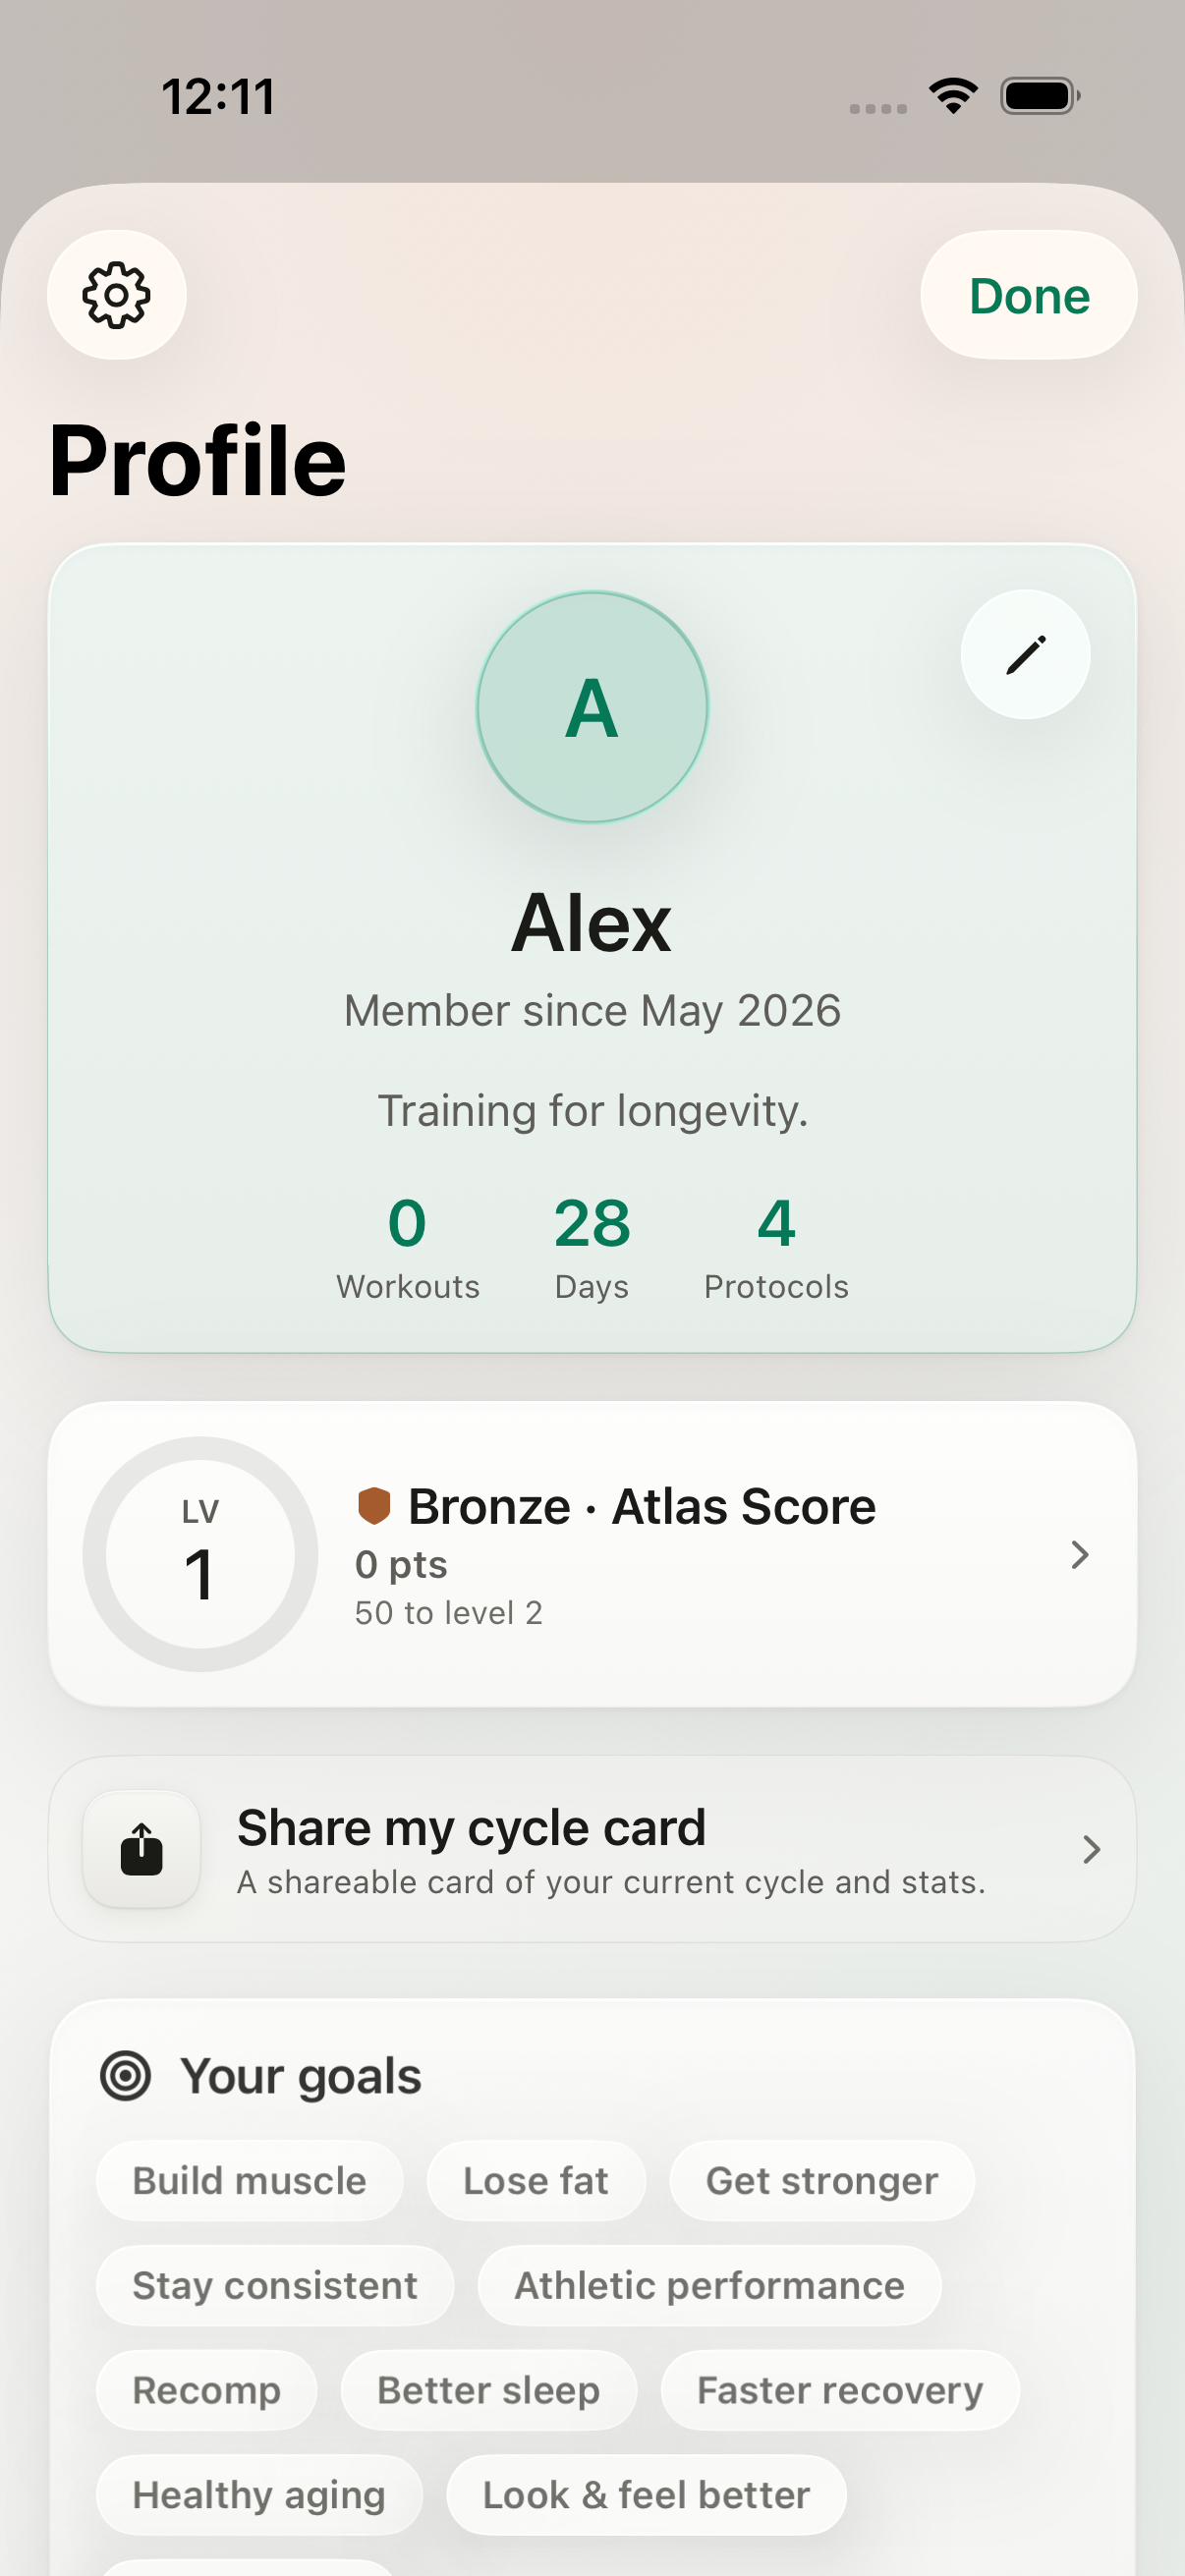 12:11
Done
Profile
A
Alex
Member since May 2026
Training for longevity.
0 28 4
Workouts Days Protocols
LV
1
Bronze · Atlas Score
0 pts
50 to level 2
Share my cycle card
A shareable card of your current cycle and stats.
Your goals
Build muscle Lose fat Get stronger
Stay consistent Athletic performance
Recomp Better sleep Faster recovery
Healthy aging Look & feel better